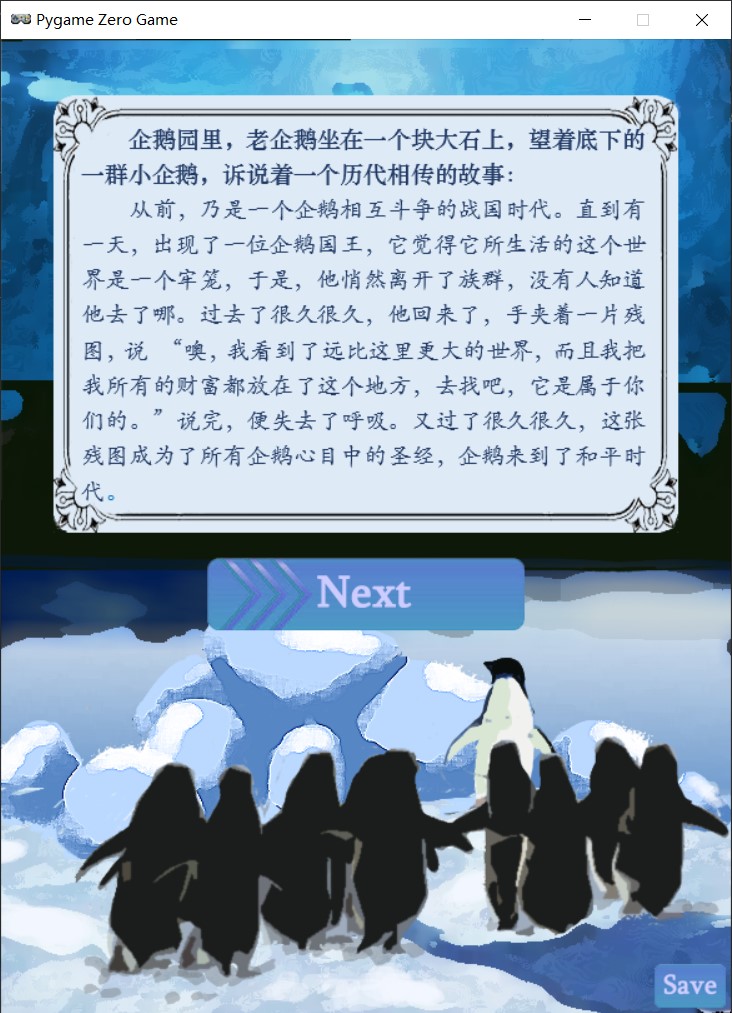 Pygame Zero Game
企鹅园里，老企鹅坐在一个块大石上，望着底下的
一群小企鹅，诉说着一个历代相传的故事：
从前，乃是一个企鹅相互斗争的战国时代。直到有
一天，出现了一位企鹅国王，它觉得它所生活的这个世
界是一个牢笼，于是，他悄然离开了族群，没有人知道
他去了哪。过去了很久很久，他回来了，手夹着一片残
图，说 “噢，我看到了远比这里更大的世界，而且我把
我所有的财富都放在了这个地方，去找吧，它是属于你
们的。”说完，便失去了呼吸。又过了很久很久，这张
残图成为了所有企鹅心目中的圣经，企鹅来到了和平时
代。
Next
Save